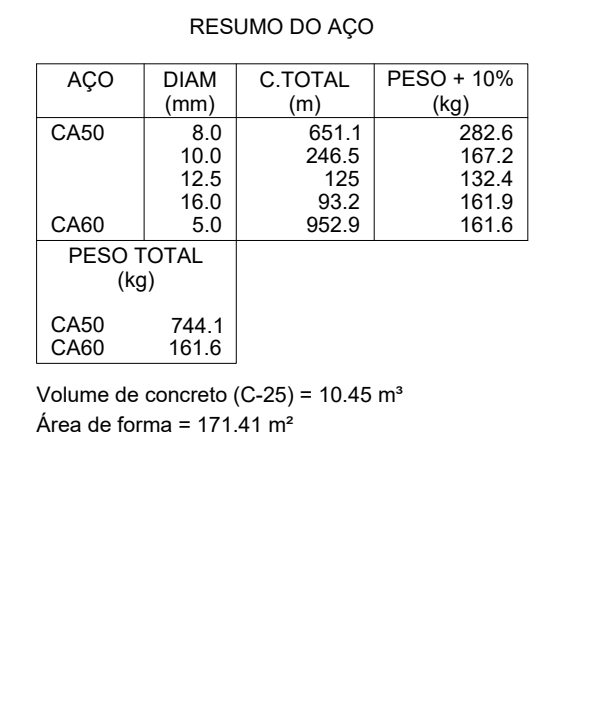 RESUMO DO AÇO
AÇO DIAM C.TOTAL PESO + 10%
(mm) (m) (kg)
CA50 8.0 651.1 282.6
10.0 246.5 167.2
12.5 125 132.4
16.0 93.2 161.9
CA60 5.0 952.9 161.6
PESO TOTAL
(kg)
CA50 744.1
CA60 161.6
Volume de concreto (C-25) = 10.45 m³
Área de forma = 171.41 m²